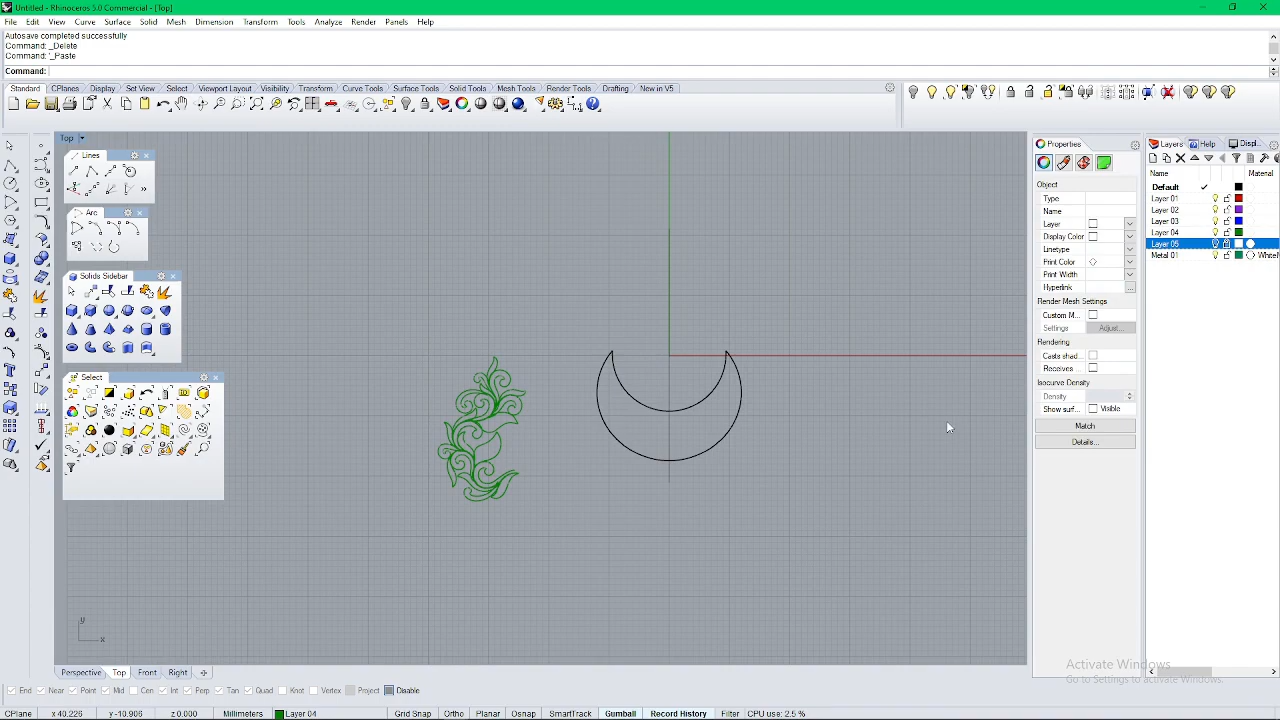 Untitled - Rhinoceros 5.0 Commercial - [Top]
File Edit View Curve Surface Solid Mesh Dimension Transform Tools Analyze Render Panels Help
Autosave completed successfully
Command: _Delete
Command: '_Paste
Command:
Standard CPlanes Display Set View Select Viewport Layout Visibility Transform Curve Tools Surface Tools Solid Tools Mesh Tools Render Tools Drafting New in V5
Top
Lines
Arc
Solids Sidebar
Select
y
x
Properties
Object
Type
Name
Layer
Display Color
Linetype
Print Color
Print Width
Hyperlink
Render Mesh Settings
Custom M...
Settings Adjust...
Rendering
Casts shad...
Receives ...
Isocurve Density
Density
Show surf... Visible
Match
Details...
Layers Help Displ...
Name Material
Default
Layer 01
Layer 02
Layer 03
Layer 04
Layer 05
Metal 01
Activate Windows
Go to Settings to activate Windows.
Perspective Top Front Right
End Near Point Mid Cen Int Perp Tan Quad Knot Vertex Project Disable
CPlane x 40.226 y -10.906 z 0.000 Millimeters Layer 04 Grid Snap Ortho Planar Osnap SmartTrack Gumball Record History Filter CPU use: 2.5 %